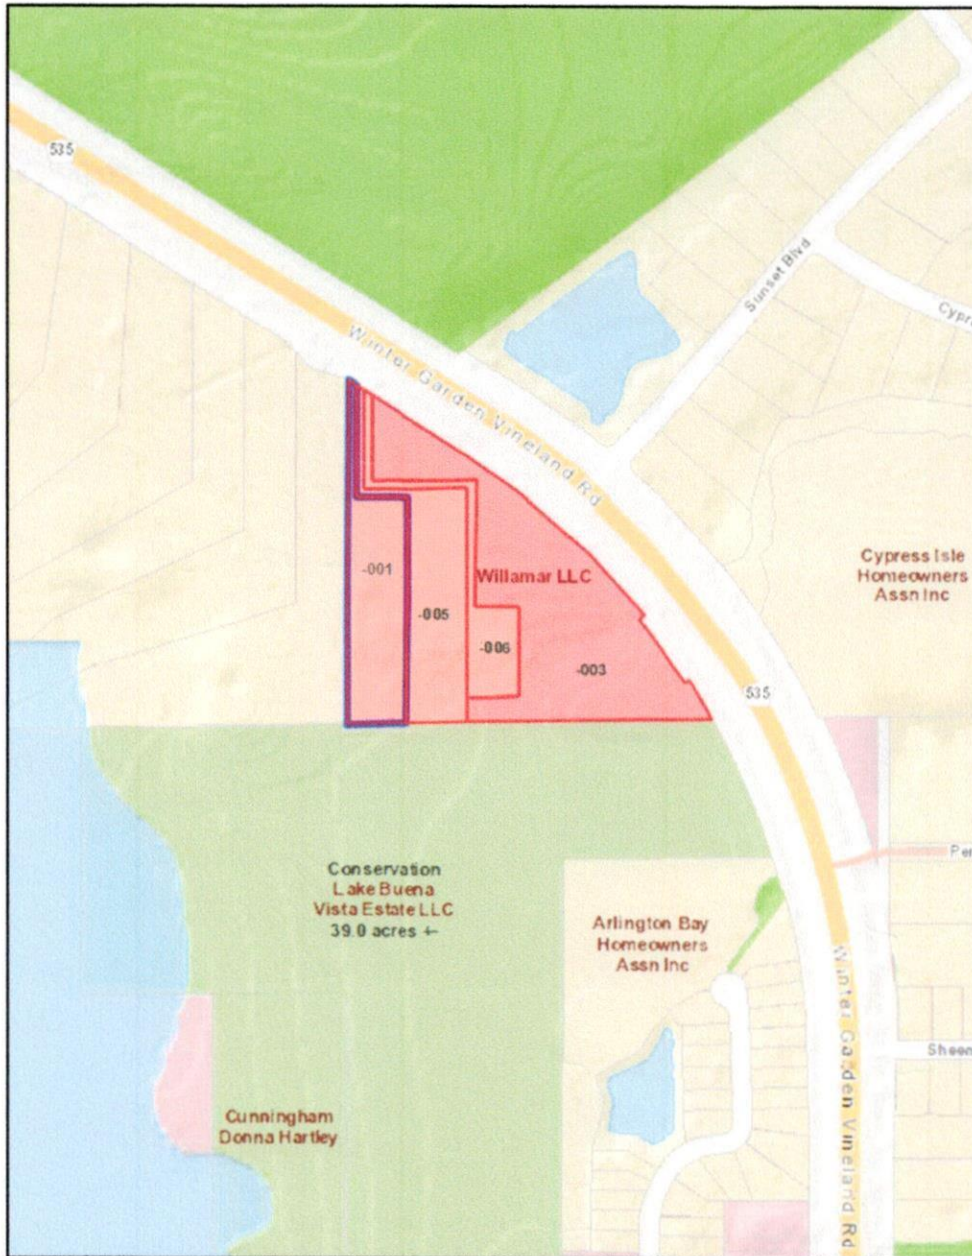 535
Winter Garden Vineland Rd
Sunset Blvd
Cypre
Cypress Isle
Homeowners
Assn Inc
Willamar LLC
-001
-005
-006
-003
535
Conservation
Lake Buena
Vista Estate LLC
39.0 acres +-
Arlington Bay
Homeowners
Assn Inc
Per
Winter Garden Vineland Rd
Sheen
Cunningham
Donna Hartley